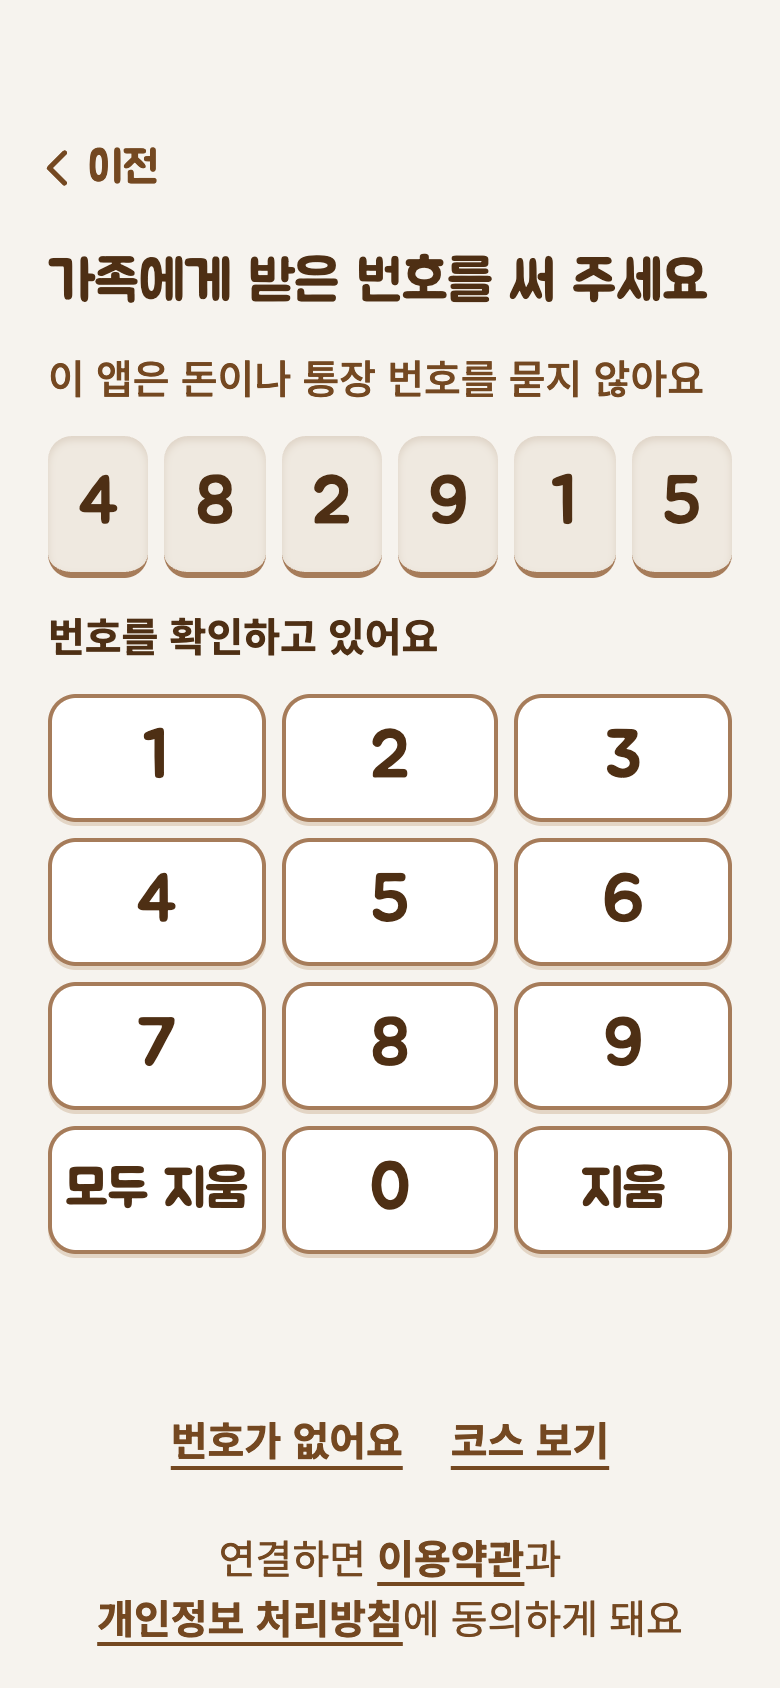 이전
가족에게 받은 번호를 써 주세요
이 앱은 돈이나 통장 번호를 묻지 않아요
4 8 2 9 1 5
번호를 확인하고 있어요
1 2 3
4 5 6
7 8 9
모두 지움 0 지움
번호가 없어요 코스 보기
연결하면 이용약관과
개인정보 처리방침에 동의하게 돼요